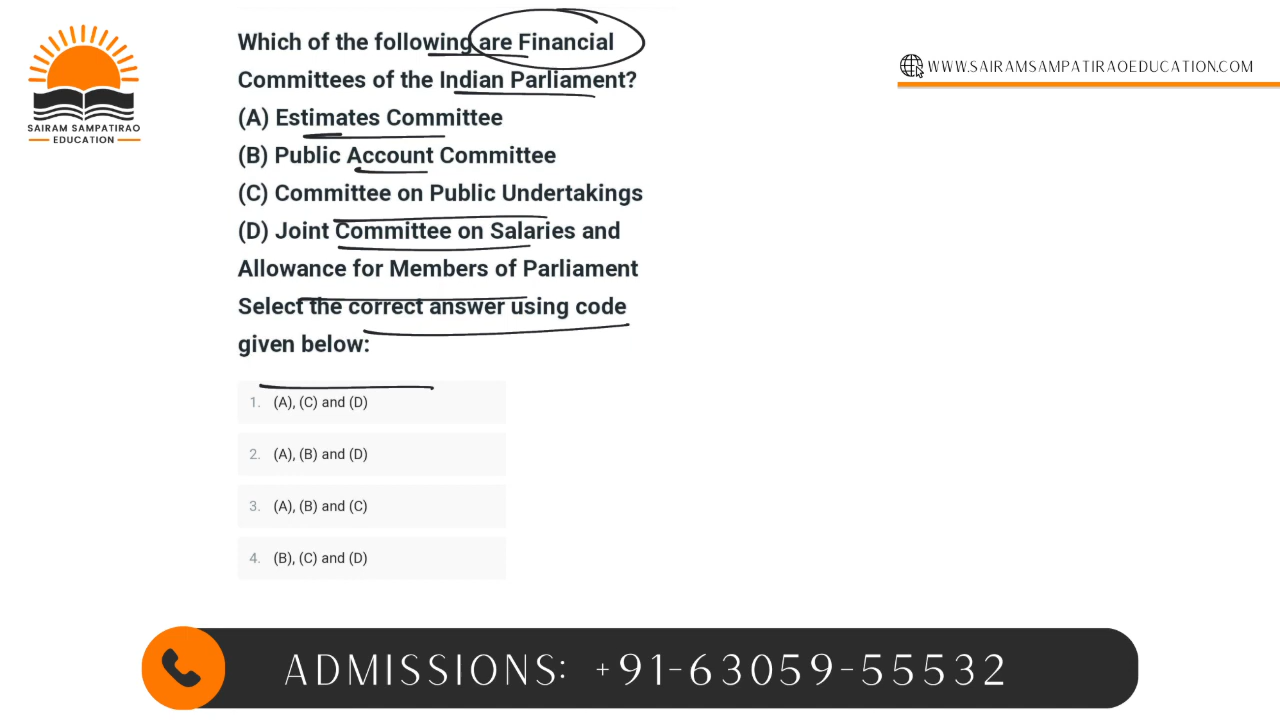 Which of the following are Financial
Committees of the Indian Parliament?
(A) Estimates Committee
(B) Public Account Committee
(C) Committee on Public Undertakings
(D) Joint Committee on Salaries and
Allowance for Members of Parliament
Select the correct answer using code
given below:
1. (A), (C) and (D)
2. (A), (B) and (D)
3. (A), (B) and (C)
4. (B), (C) and (D)
SAIRAM SAMPATIRAO
EDUCATION
WWW.SAIRAMSAMPATIRAOEDUCATION.COM
ADMISSIONS: +91-63059-55532